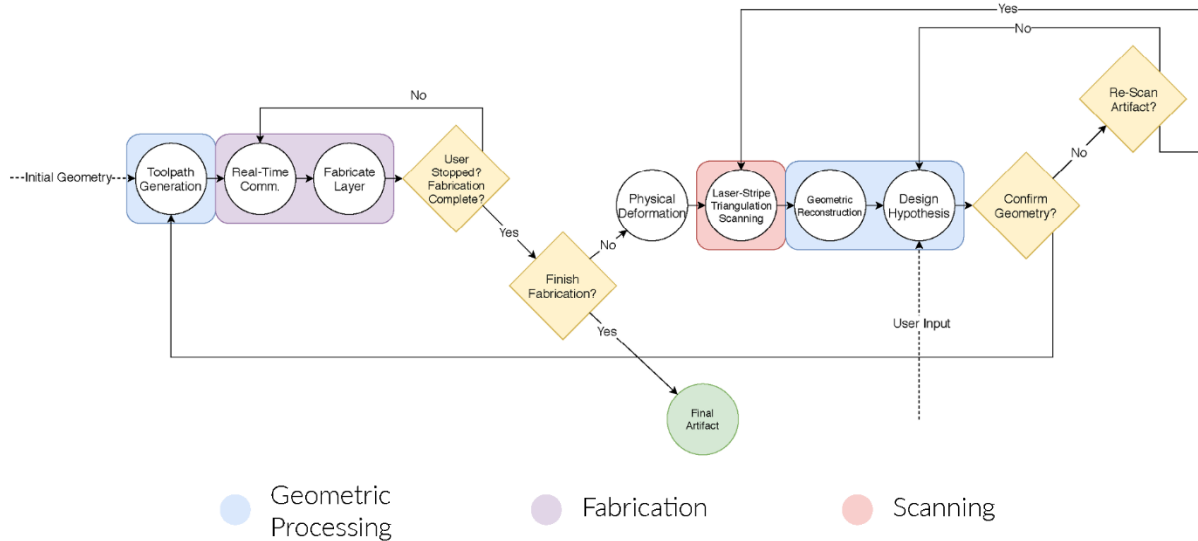 Yes
No
No
Re-Scan
Artifact?
User
Stopped?
Fabrication
Complete?
No
Initial Geometry
Toolpath
Generation
Real-Time
Comm.
Fabricate
Layer
Physical
Deformation
Laser-Stripe
Triangulation
Scanning
Geometric
Reconstruction
Design
Hypothesis
Confirm
Geometry?
Yes
No
Finish
Fabrication?
Yes
User Input
Final
Artifact
Geometric
Processing
Fabrication
Scanning